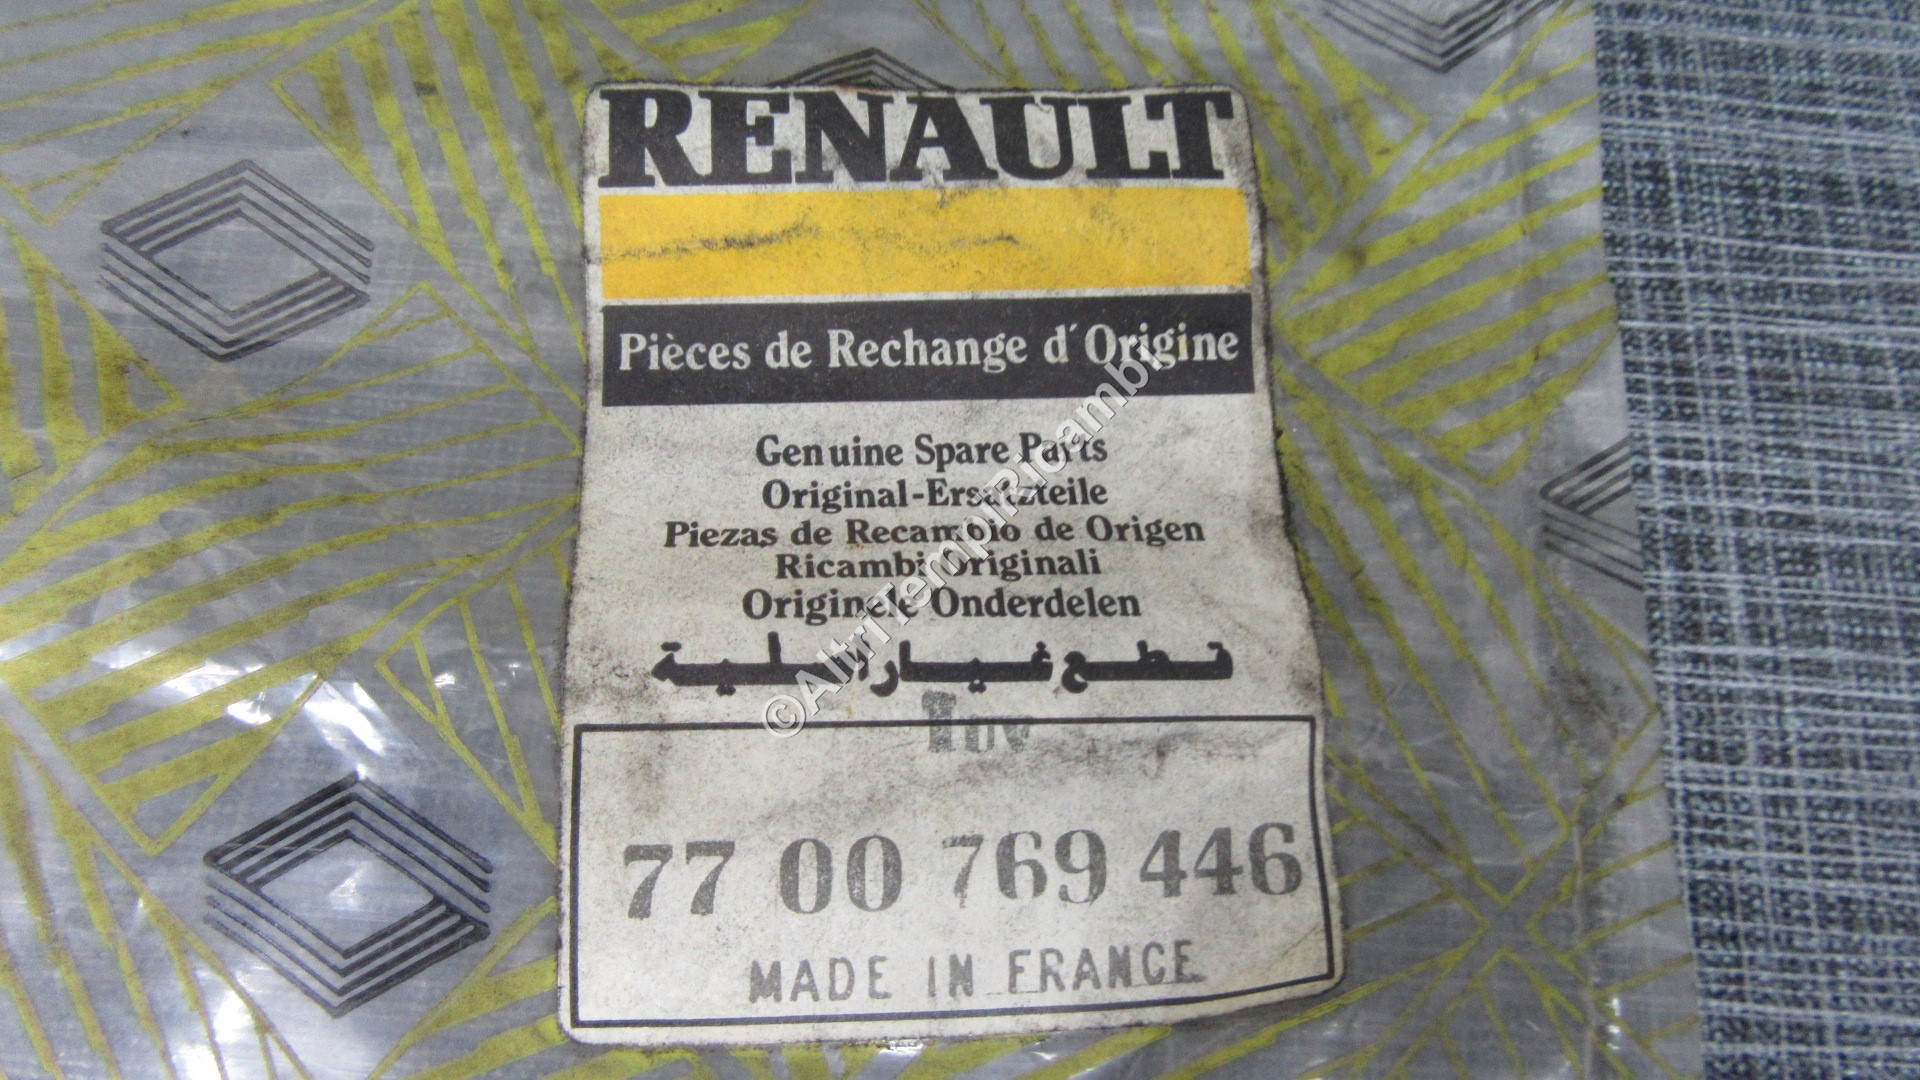 RENAULT
Pièces de Rechange d'Origine
Genuine Spare Parts
Original-Ersatzteile
Piezas de Recambio de Origen
Ricambi Originali
Originele Onderdelen
قطع غيار أصلية
77 00 769 446
MADE IN FRANCE
©AltriTempiRicambi